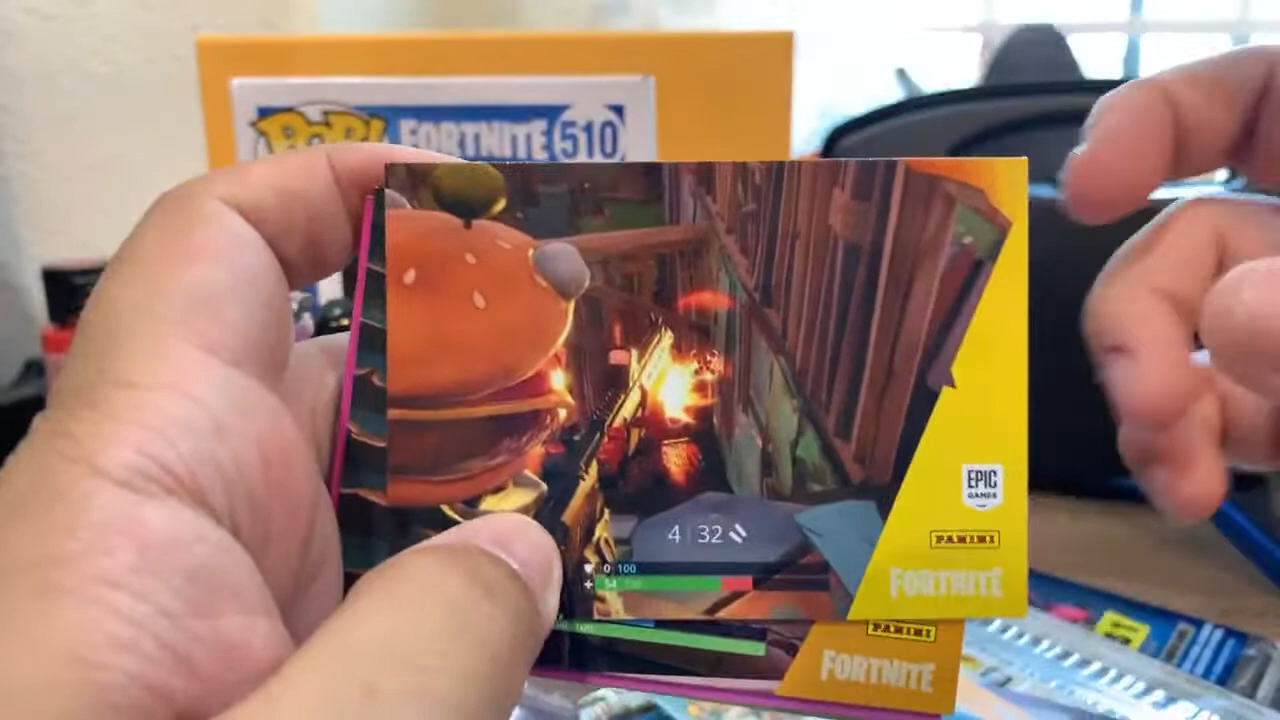 POP!
FORTNITE
510
4 | 32
0 100
54
EPIC
GAMES
PANINI
FORTNITE
PANINI
FORTNITE